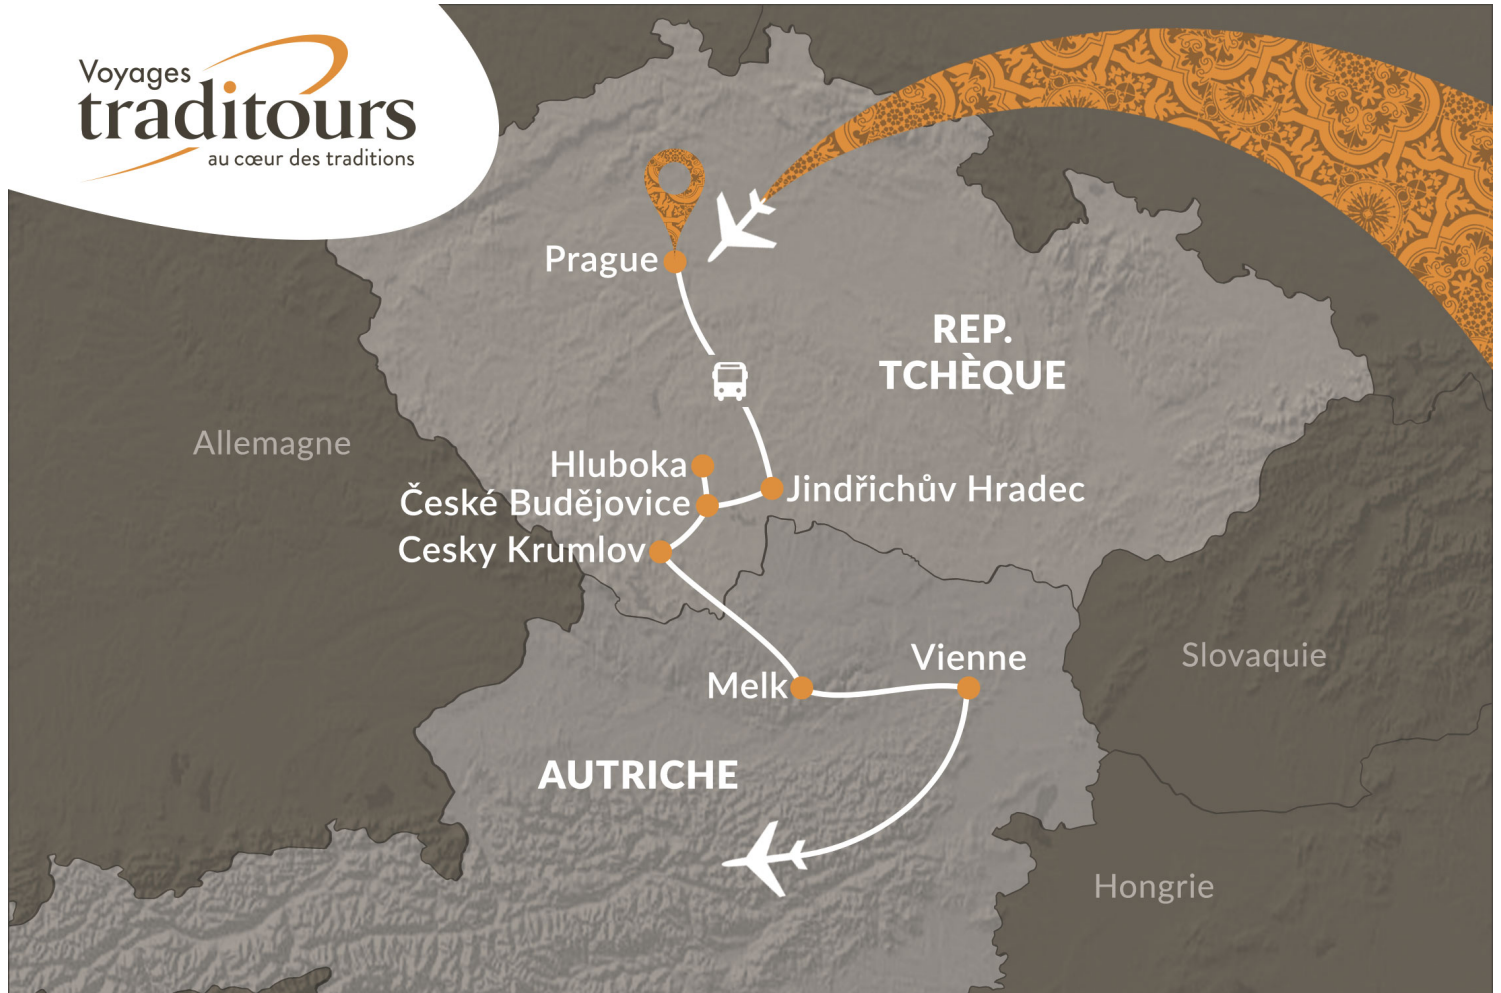 Voyages
traditours
au cœur des traditions
Prague
REP.
TCHÈQUE
Allemagne
Hluboka
Jindřichův Hradec
České Budějovice
Cesky Krumlov
Vienne
Slovaquie
Melk
AUTRICHE
Hongrie